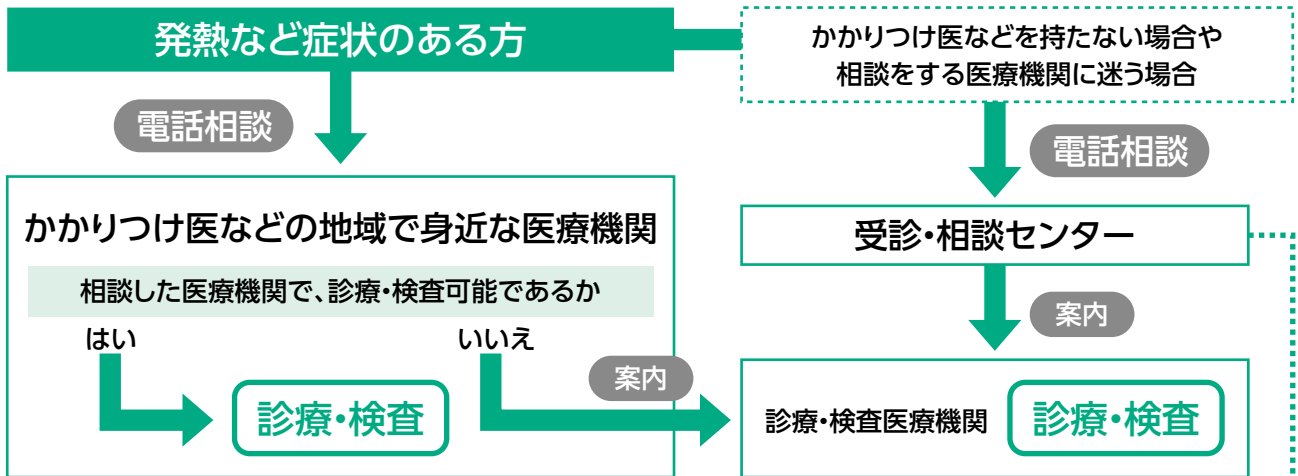 発熱など症状のある方
かかりつけ医などを持たない場合や
相談をする医療機関に迷う場合
電話相談
電話相談
かかりつけ医などの地域で身近な医療機関
相談した医療機関で、診療・検査可能であるか
はい
いいえ
診療・検査
案内
受診・相談センター
案内
診療・検査医療機関
診療・検査